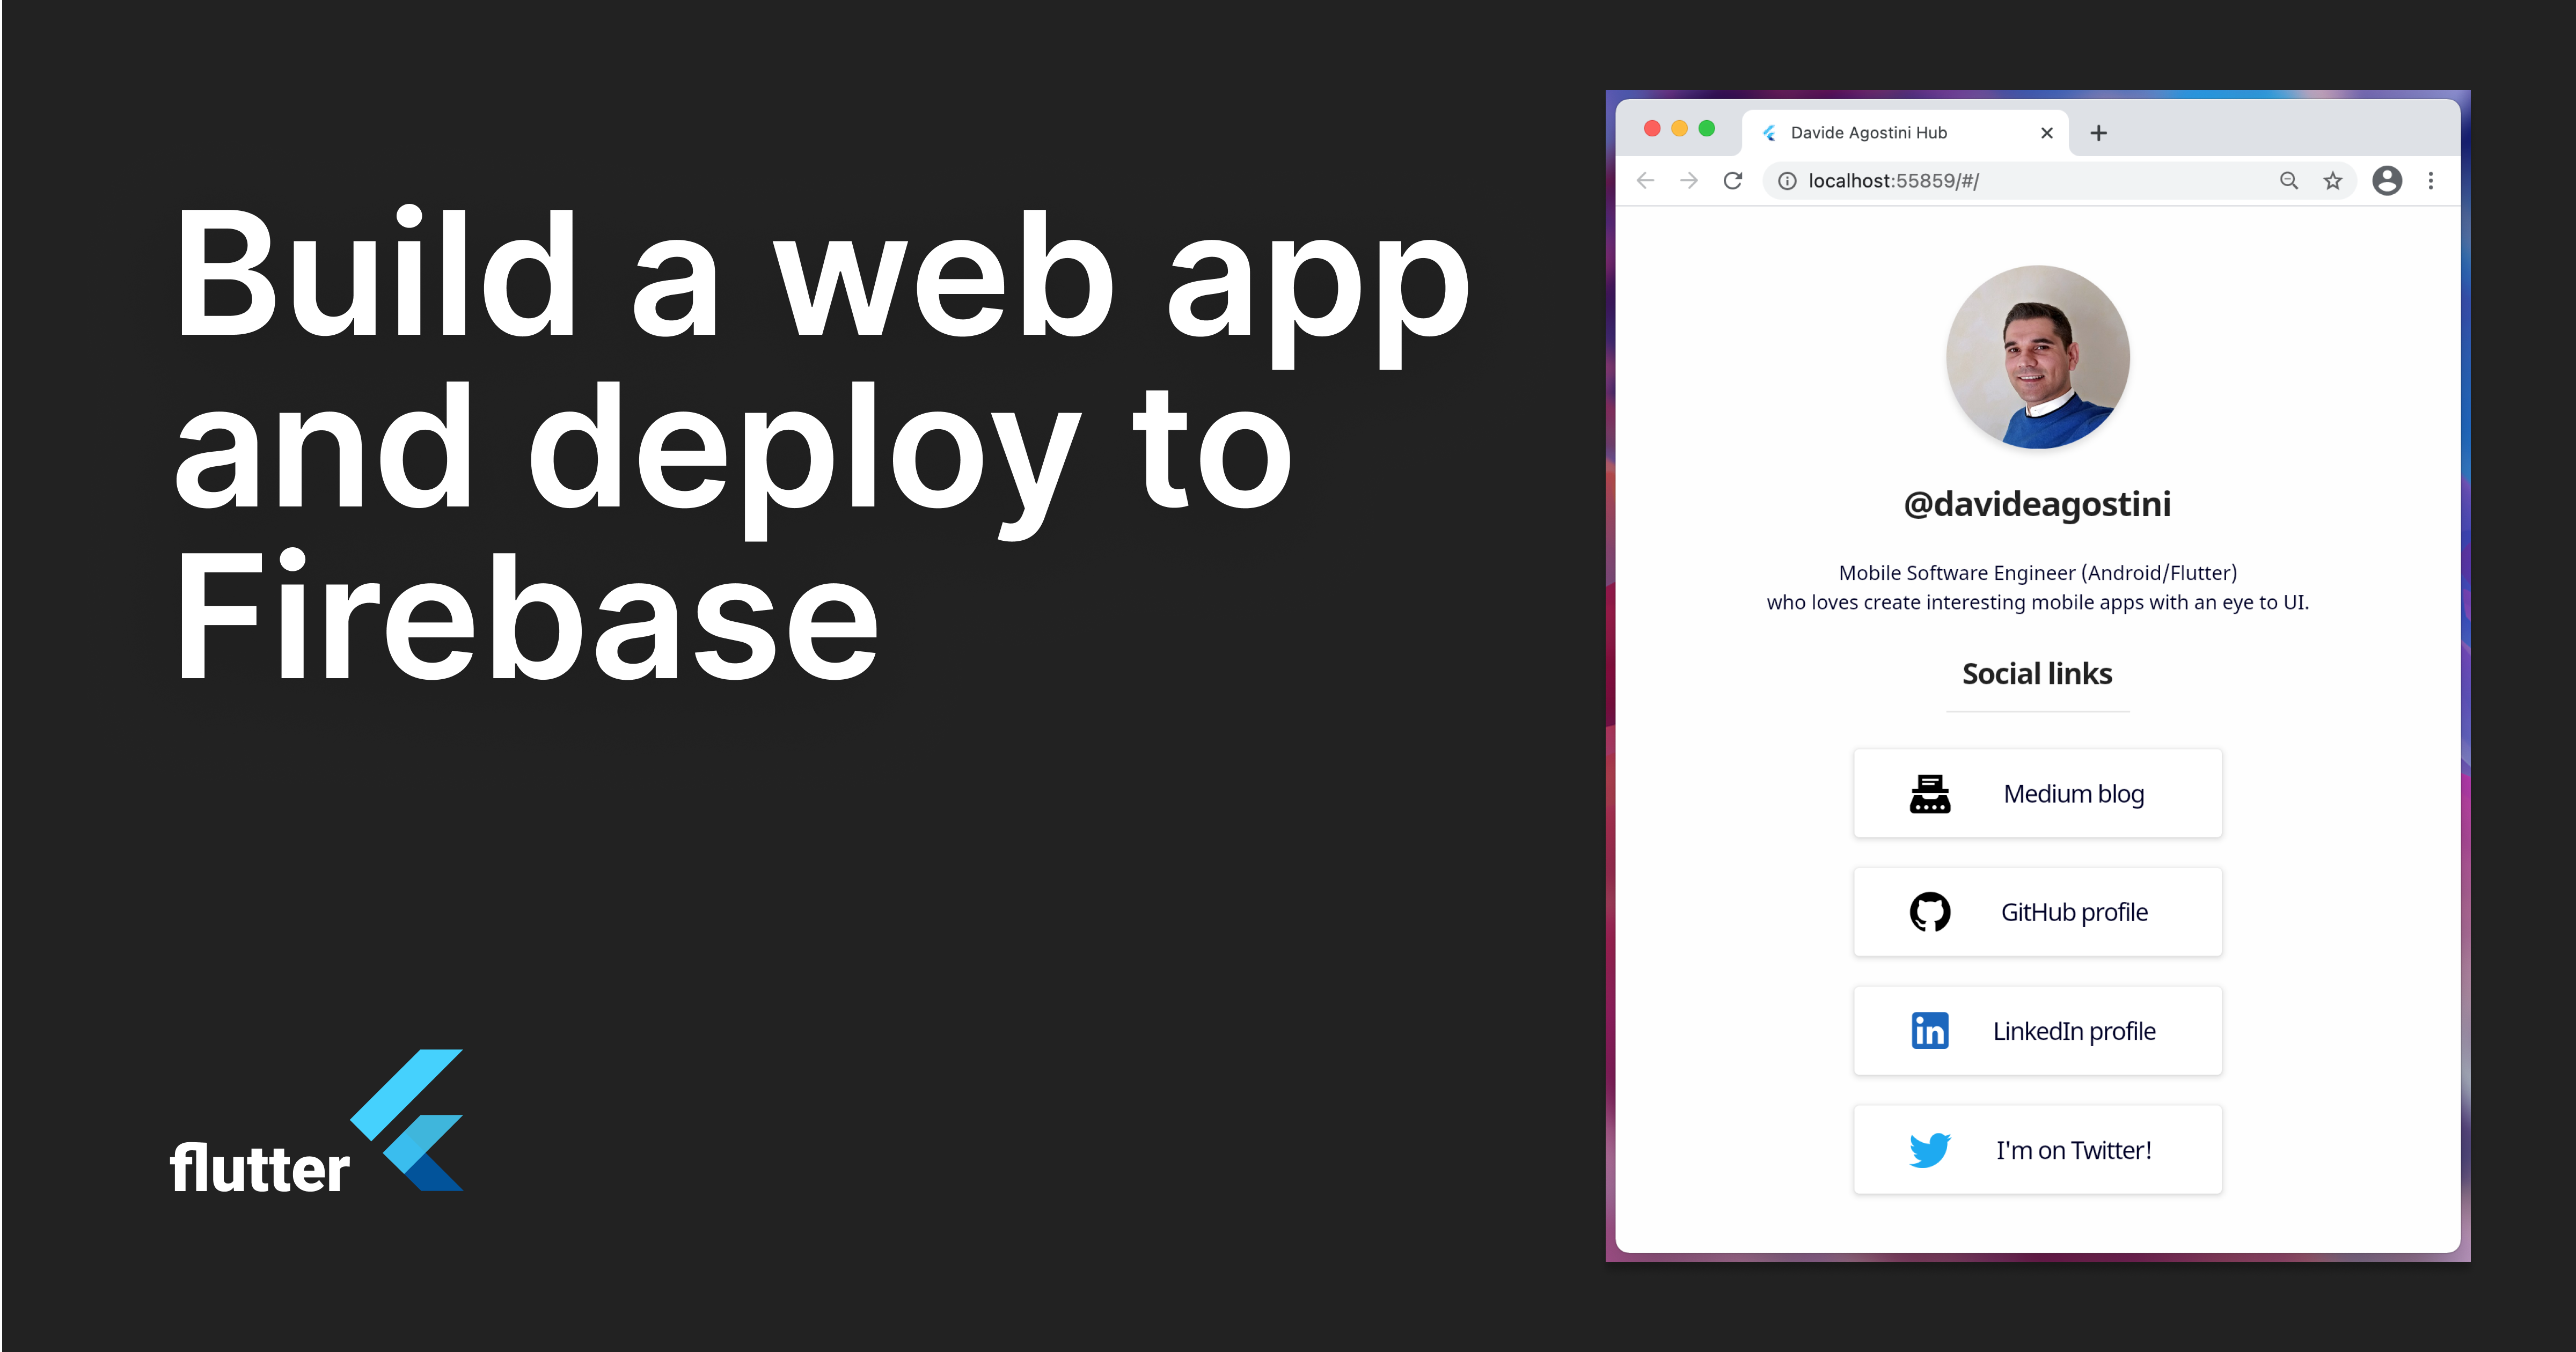 Build a web app
and deploy to
Firebase
flutter
Davide Agostini Hub
localhost:55859/#/
@davideagostini
Mobile Software Engineer (Android/Flutter)
who loves create interesting mobile apps with an eye to UI.
Social links
Medium blog
GitHub profile
in LinkedIn profile
I'm on Twitter!